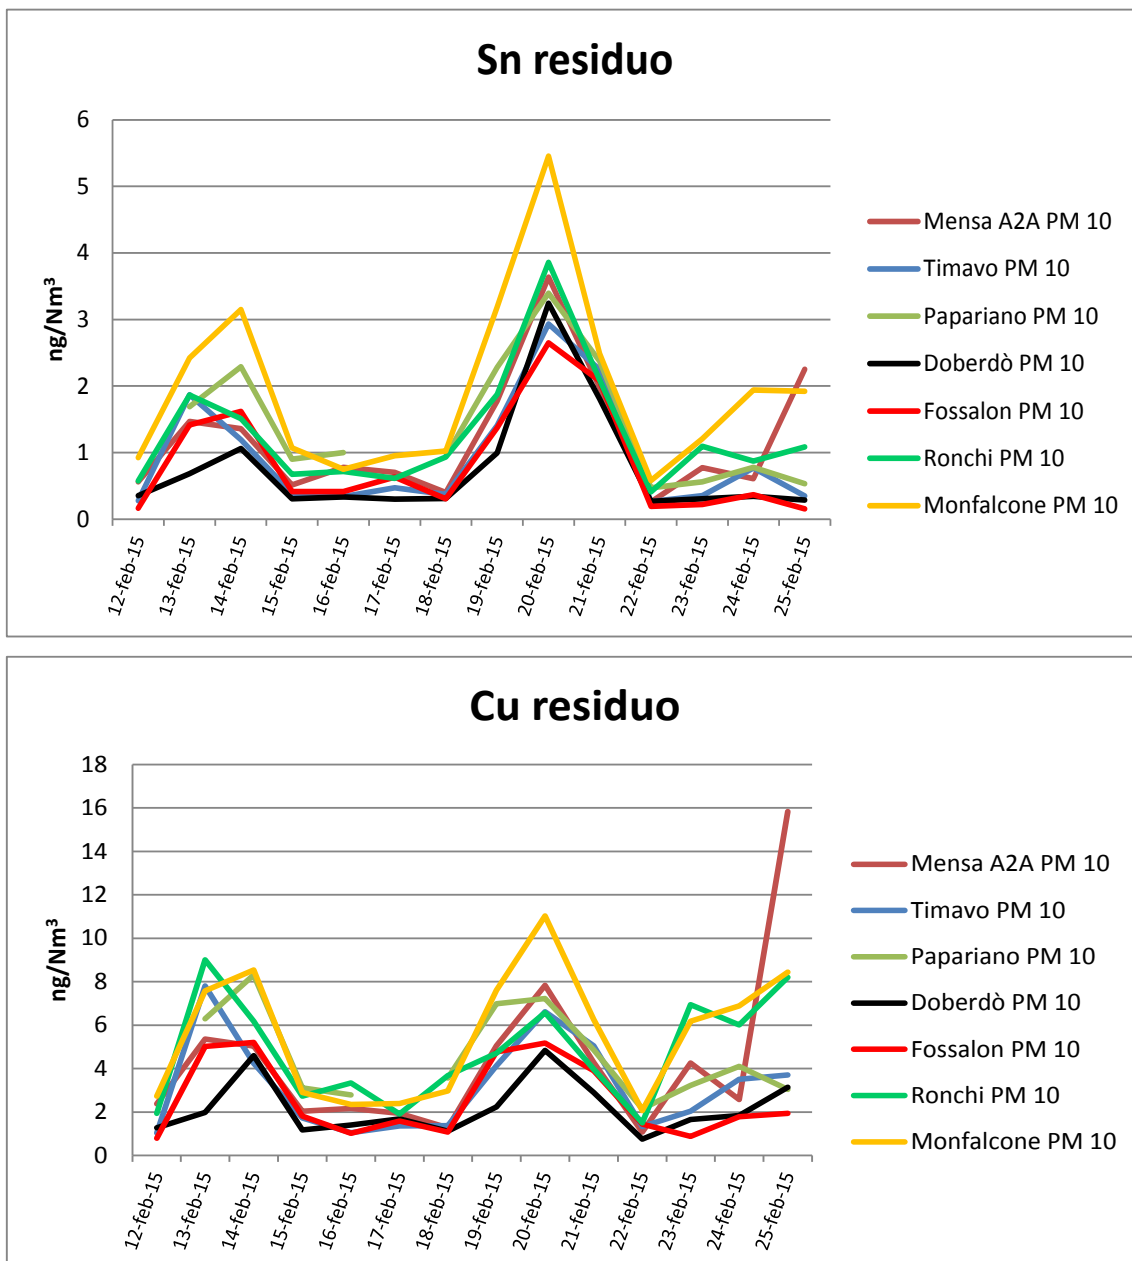 Sn residuo
6
5
4
3
2
1
0
ng/Nm³
12-feb-15
13-feb-15
14-feb-15
15-feb-15
16-feb-15
17-feb-15
18-feb-15
19-feb-15
20-feb-15
21-feb-15
22-feb-15
23-feb-15
24-feb-15
25-feb-15
Mensa A2A PM 10
Timavo PM 10
Papariano PM 10
Doberdò PM 10
Fossalon PM 10
Ronchi PM 10
Monfalcone PM 10
Cu residuo
18
16
14
12
10
8
6
4
2
0
ng/Nm³
12-feb-15
13-feb-15
14-feb-15
15-feb-15
16-feb-15
17-feb-15
18-feb-15
19-feb-15
20-feb-15
21-feb-15
22-feb-15
23-feb-15
24-feb-15
25-feb-15
Mensa A2A PM 10
Timavo PM 10
Papariano PM 10
Doberdò PM 10
Fossalon PM 10
Ronchi PM 10
Monfalcone PM 10